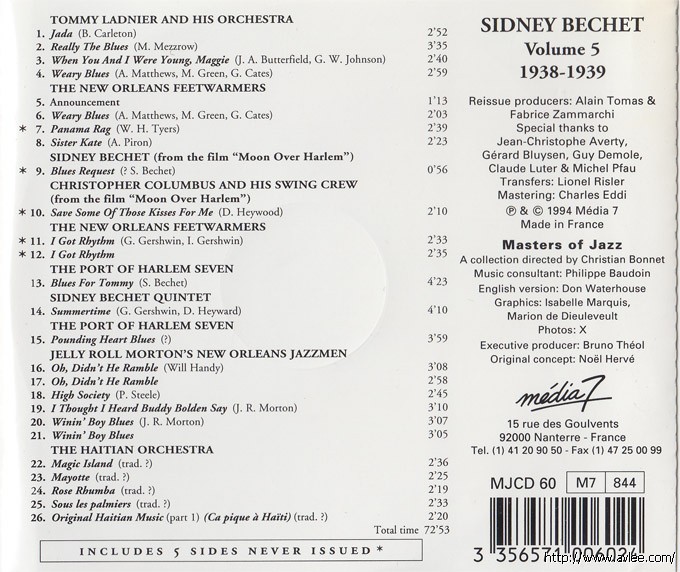 TOMMY LADNIER AND HIS ORCHESTRA
1. Jada (B. Carleton) 2'52
2. Really The Blues (M. Mezzrow) 3'35
3. When You And I Were Young, Maggie (J. A. Butterfield, G. W. Johnson) 2'40
4. Weary Blues (A. Matthews, M. Green, G. Cates) 2'59
THE NEW ORLEANS FEETWARMERS
5. Announcement 1'13
6. Weary Blues (A. Matthews, M. Green, G. Cates) 2'03
* 7. Panama Rag (W. H. Tyers) 2'39
8. Sister Kate (A. Piron) 2'23
SIDNEY BECHET (from the film “Moon Over Harlem”)
* 9. Blues Request (? S. Bechet) 0'56
CHRISTOPHER COLUMBUS AND HIS SWING CREW
(from the film “Moon Over Harlem”)
* 10. Save Some Of Those Kisses For Me (D. Heywood) 2'10
THE NEW ORLEANS FEETWARMERS
* 11. I Got Rhythm (G. Gershwin, I. Gershwin) 2'33
* 12. I Got Rhythm 2'35
THE PORT OF HARLEM SEVEN
13. Blues For Tommy (S. Bechet) 4'23
SIDNEY BECHET QUINTET
14. Summertime (G. Gershwin, D. Heyward) 4'10
THE PORT OF HARLEM SEVEN
15. Pounding Heart Blues (?) 3'59
JELLY ROLL MORTON'S NEW ORLEANS JAZZMEN
16. Oh, Didn't He Ramble (Will Handy) 3'08
17. Oh, Didn't He Ramble 2'58
18. High Society (P. Steele) 2'45
19. I Thought I Heard Buddy Bolden Say (J. R. Morton) 3'10
20. Winin' Boy Blues (J. R. Morton) 3'07
21. Winin' Boy Blues 3'05
THE HAITIAN ORCHESTRA
22. Magic Island (trad. ?) 2'36
23. Mayotte (trad. ?) 2'25
24. Rose Rhumba (trad. ?) 2'19
25. Sous les palmiers (trad. ?) 2'33
26. Original Haitian Music (part 1) (Ca pique à Haïti) (trad. ?) 2'20
Total time 72'53
INCLUDES 5 SIDES NEVER ISSUED *
SIDNEY BECHET
Volume 5
1938-1939
Reissue producers: Alain Tomas &
Fabrice Zammarchi
Special thanks to
Jean-Christophe Averty,
Gérard Bluysen, Guy Demole,
Claude Luter & Michel Pfau
Transfers: Lionel Risler
Mastering: Charles Eddi
℗ & © 1994 Média 7
Made in France
Masters of Jazz
A collection directed by Christian Bonnet
Music consultant: Philippe Baudoin
English version: Don Waterhouse
Graphics: Isabelle Marquis,
Marion de Dieuleveult
Photos: X
Executive producer: Bruno Théol
Original concept: Noël Hervé
média 7
15 rue des Goulvents
92000 Nanterre - France
Tel. (1) 41 20 90 50 - Fax (1) 47 25 00 99
MJCD 60 M7 844
3 356571 006024
http://www.avlee.com/